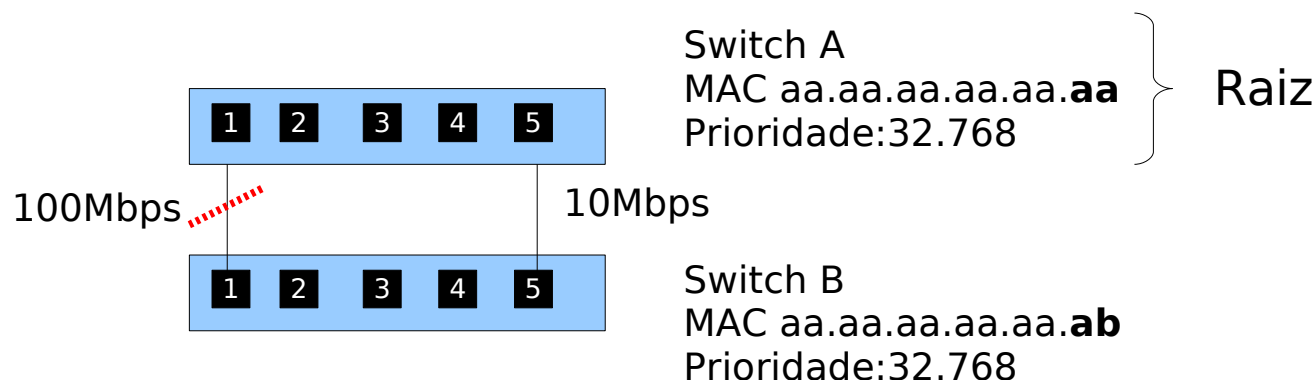 Switch A
MAC aa.aa.aa.aa.aa.aa
Prioridade:32.768
Raiz
1 2 3 4 5
100Mbps
10Mbps
1 2 3 4 5
Switch B
MAC aa.aa.aa.aa.aa.ab
Prioridade:32.768